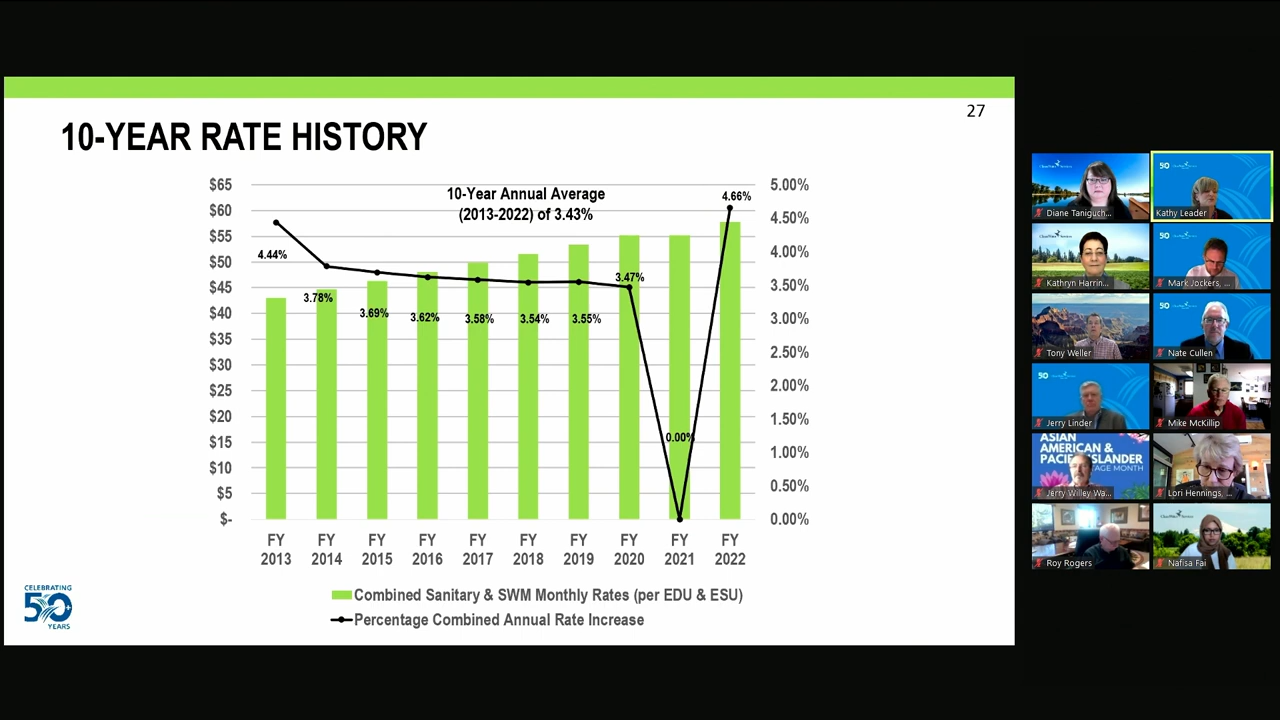 27
10-YEAR RATE HISTORY
10-Year Annual Average
(2013-2022) of 3.43%
$65
$60
$55
$50
$45
$40
$35
$30
$25
$20
$15
$10
$5
$-
5.00%
4.50%
4.00%
3.50%
3.00%
2.50%
2.00%
1.50%
1.00%
0.50%
0.00%
4.44%
3.78%
3.69%
3.62%
3.58%
3.54%
3.55%
3.47%
0.00%
4.66%
FY 2013
FY 2014
FY 2015
FY 2016
FY 2017
FY 2018
FY 2019
FY 2020
FY 2021
FY 2022
Combined Sanitary & SWM Monthly Rates (per EDU & ESU)
Percentage Combined Annual Rate Increase
CELEBRATING
50
YEARS
Diane Taniguch...
50
Kathy Leader
Kathryn Harrin...
50
Mark Jockers, ...
Tony Weller
50
Nate Cullen
50
Jerry Linder
Mike McKillip
ASIAN
AMERICAN &
Jerry Willey Wa...
Lori Hennings, ...
Roy Rogers
Nafisa Fai